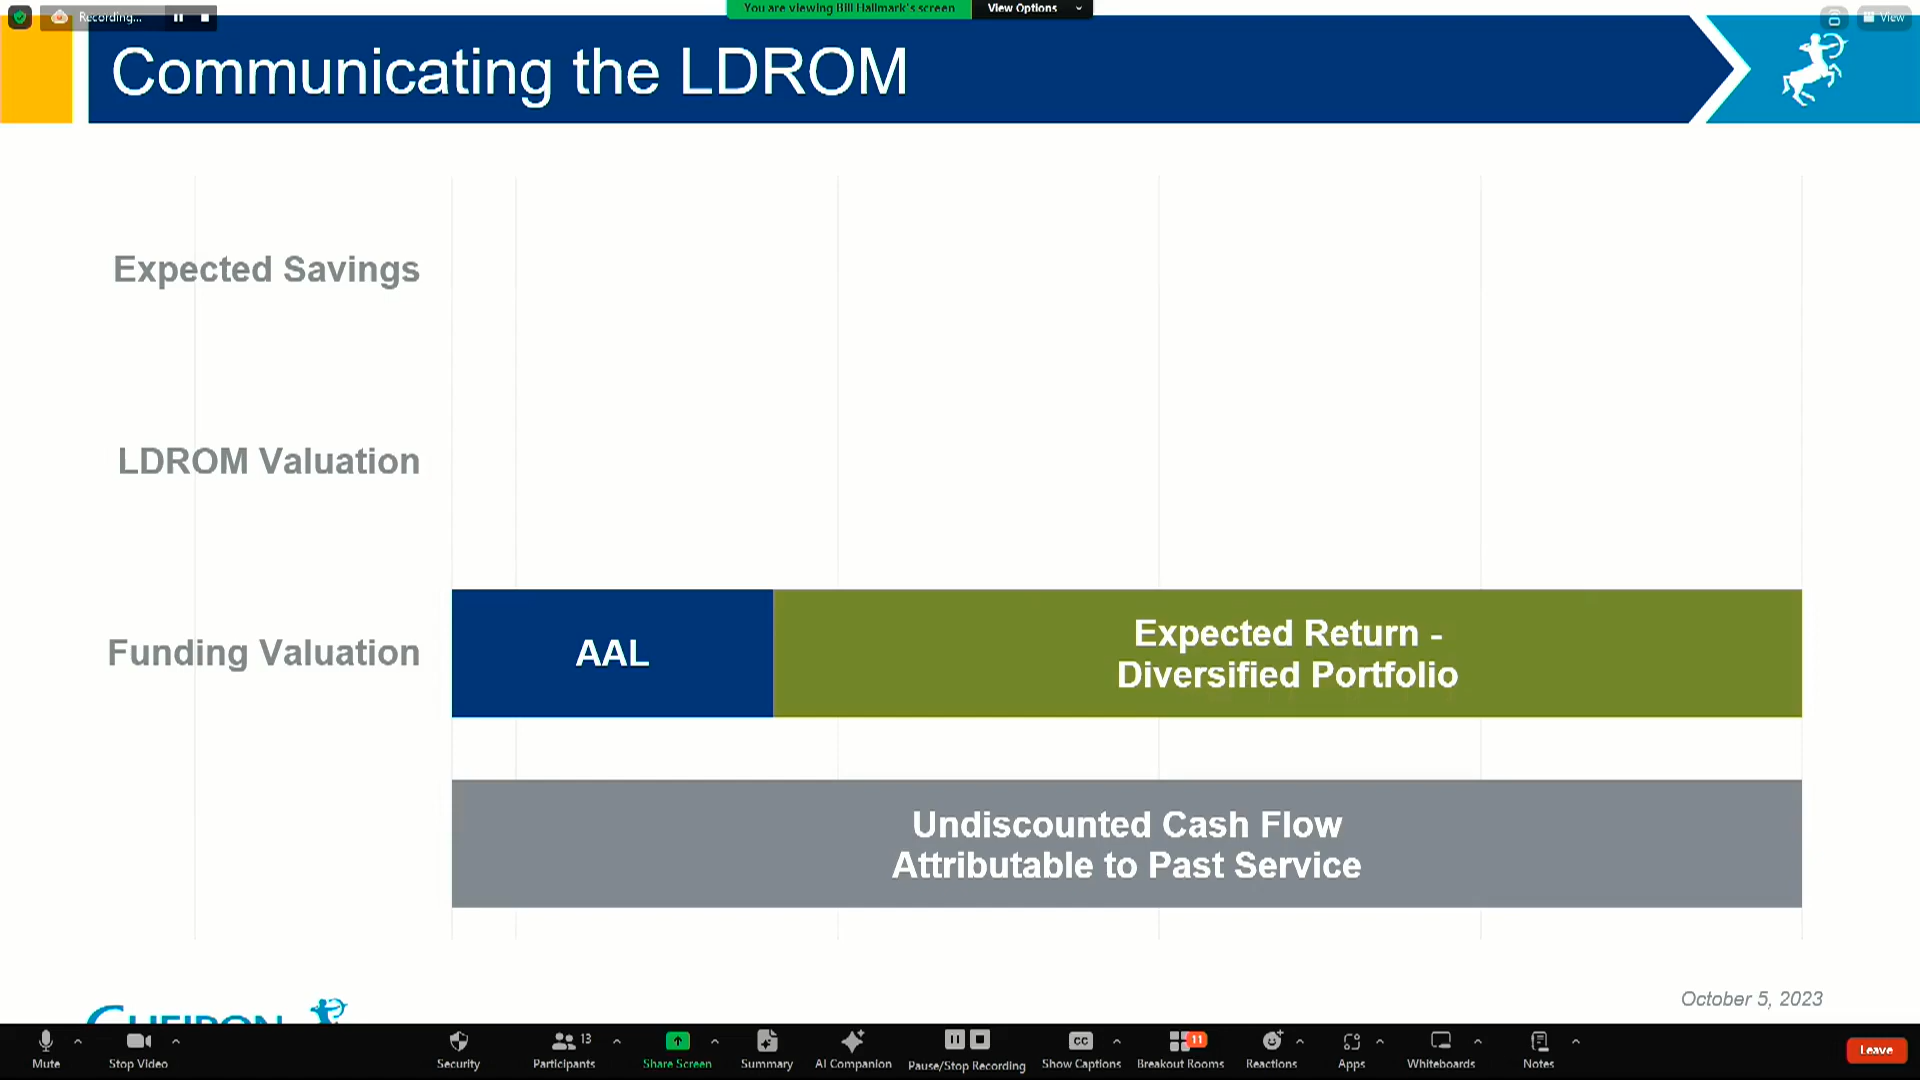 Recording...
You are viewing Bill Hallmark's screen
View Options
View
Communicating the LDROM
Expected Savings
LDROM Valuation
Funding Valuation
AAL
Expected Return -
Diversified Portfolio
Undiscounted Cash Flow
Attributable to Past Service
October 5, 2023
CHEIRON
Mute
Stop Video
Security
Participants 13
Share Screen
Summary
AI Companion
Pause/Stop Recording
CC
Show Captions
11
Breakout Rooms
Reactions
Apps
Whiteboards
Notes
Leave